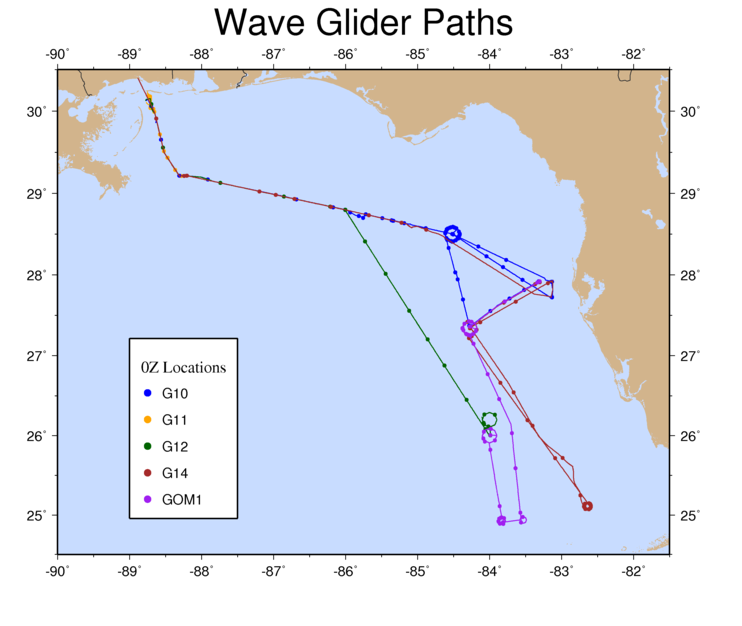 Wave Glider Paths
-90° -89° -88° -87° -86° -85° -84° -83° -82°
30° 30°
29° 29°
28° 28°
27° 27°
0Z Locations
G10
G11
26° 26°
G12
G14
GOM1
25° 25°
-90° -89° -88° -87° -86° -85° -84° -83° -82°